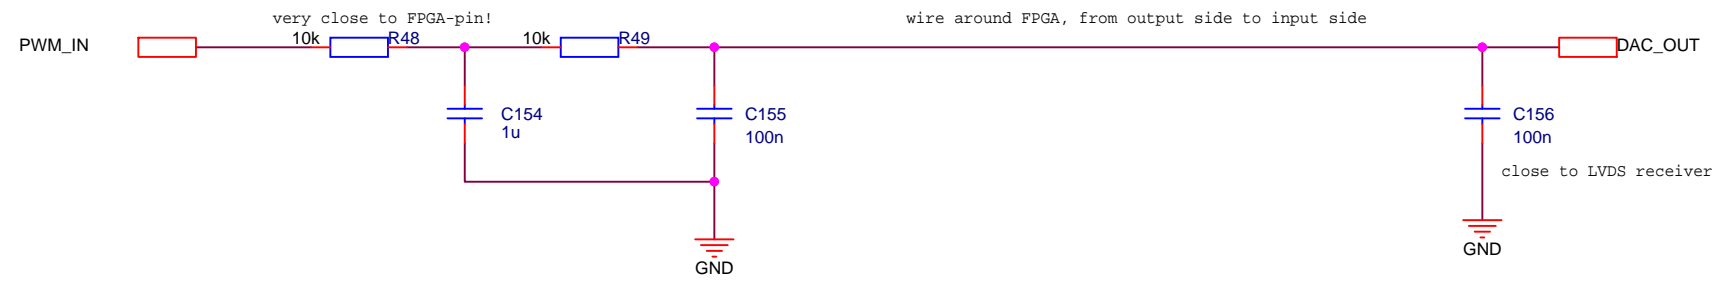 very close to FPGA-pin!
wire around FPGA, from output side to input side
PWM_IN
10k
R48
10k
R49
DAC_OUT
C154
1u
C155
100n
C156
100n
close to LVDS receiver
GND
GND